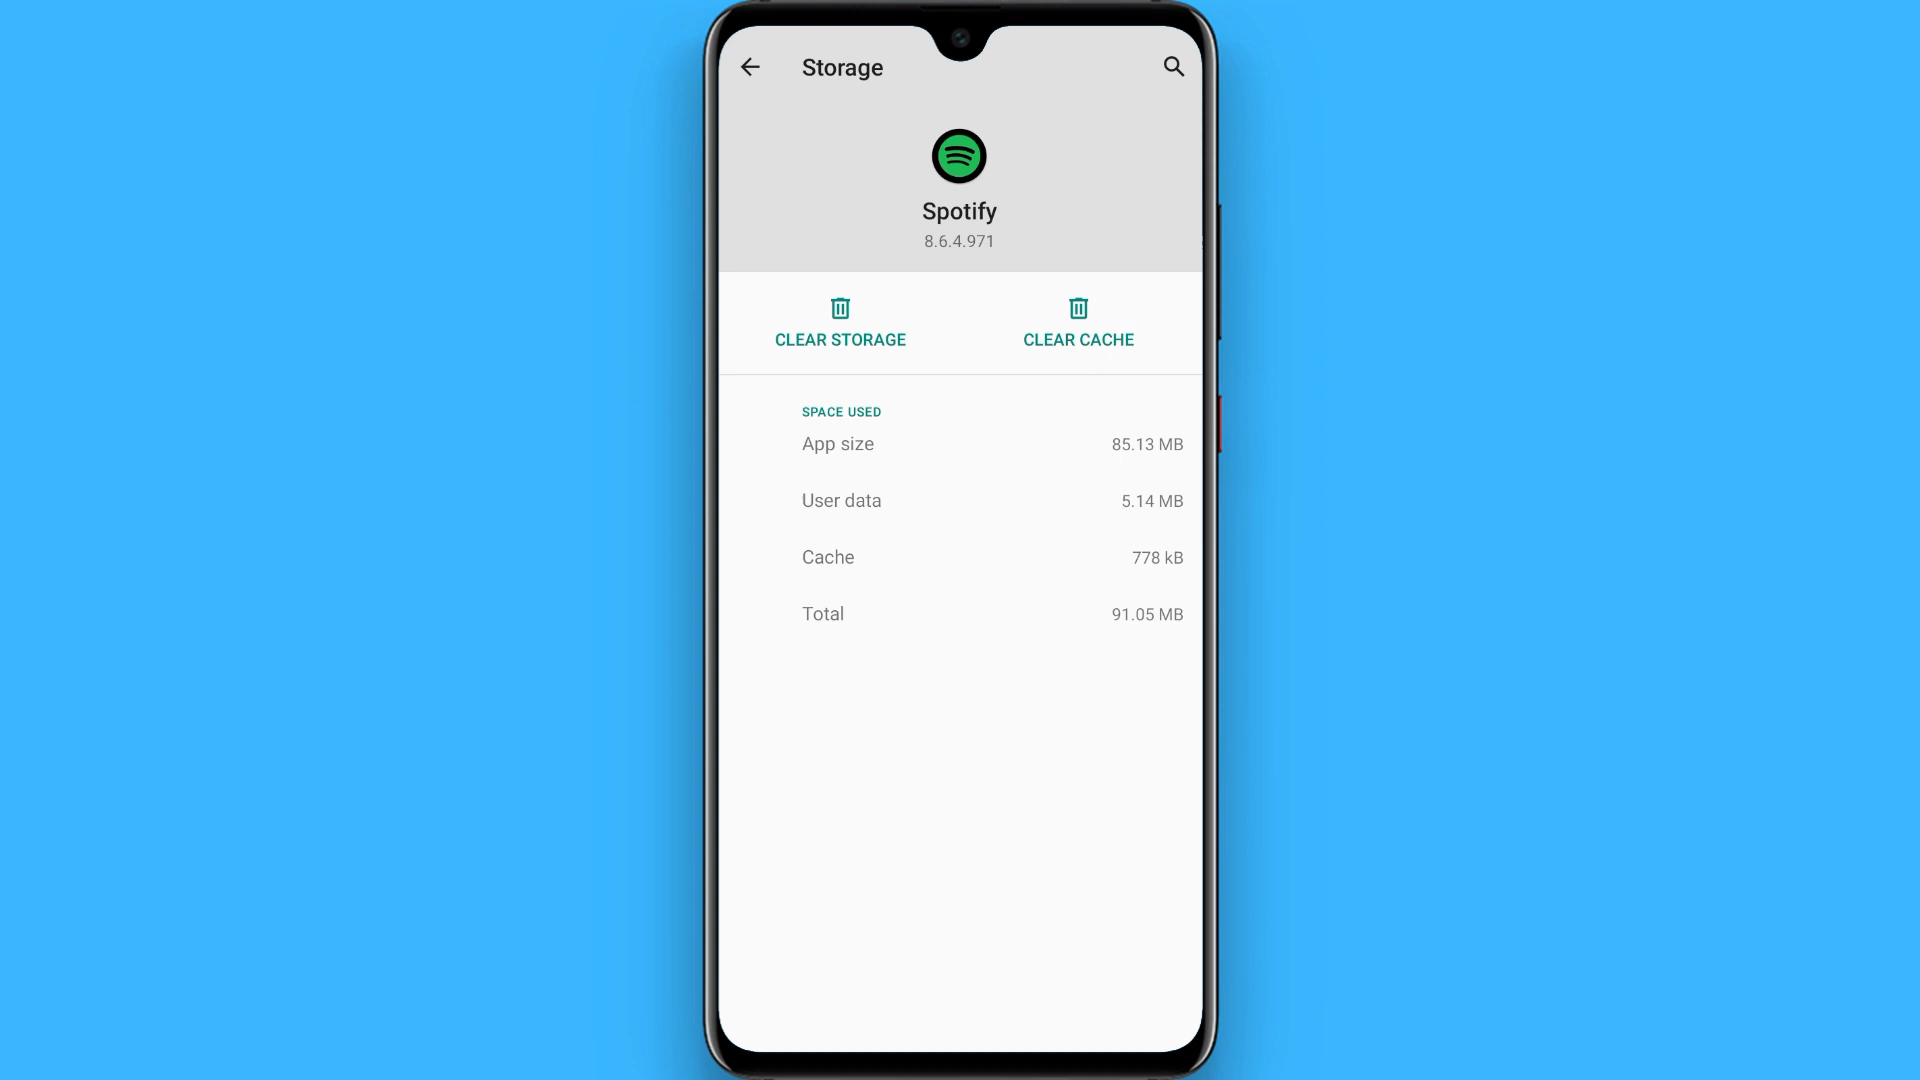 Storage
Spotify
8.6.4.971
CLEAR STORAGE CLEAR CACHE
SPACE USED
App size 85.13 MB
User data 5.14 MB
Cache 778 kB
Total 91.05 MB